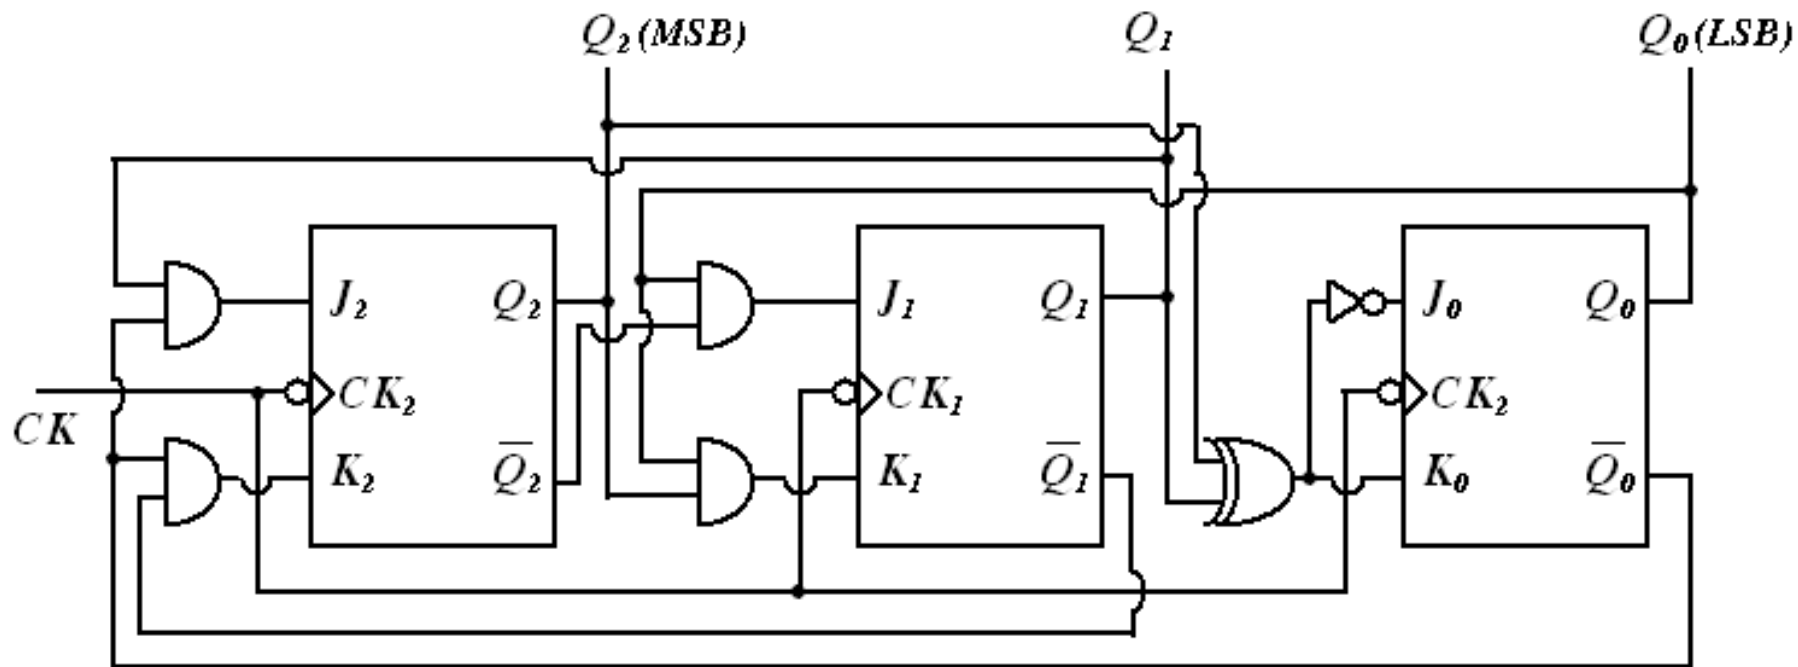 Q₂(MSB) Q₁ Q₀(LSB)
J₂ Q₂ J₁ Q₁ J₀ Q₀
CK CK₂ CK₁ CK₂
K₂ Q̅₂ K₁ Q̅₁ K₀ Q̅₀